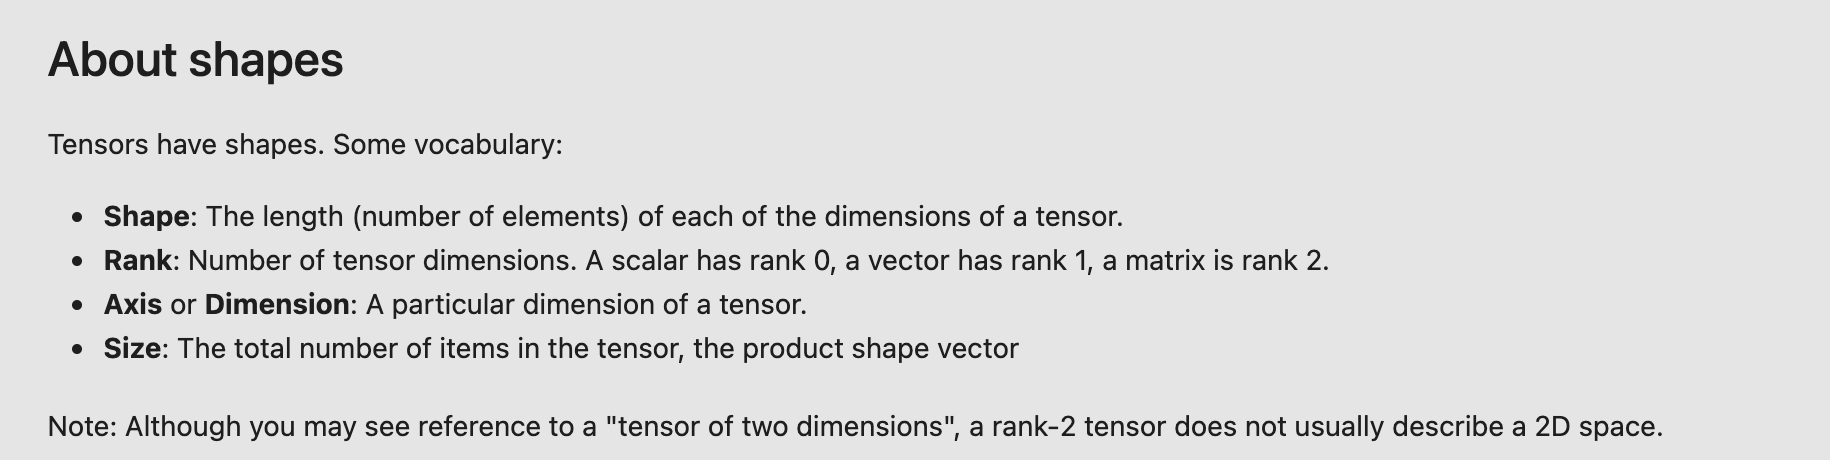 About shapes
Tensors have shapes. Some vocabulary:
• Shape: The length (number of elements) of each of the dimensions of a tensor.
• Rank: Number of tensor dimensions. A scalar has rank 0, a vector has rank 1, a matrix is rank 2.
• Axis or Dimension: A particular dimension of a tensor.
• Size: The total number of items in the tensor, the product shape vector
Note: Although you may see reference to a "tensor of two dimensions", a rank-2 tensor does not usually describe a 2D space.